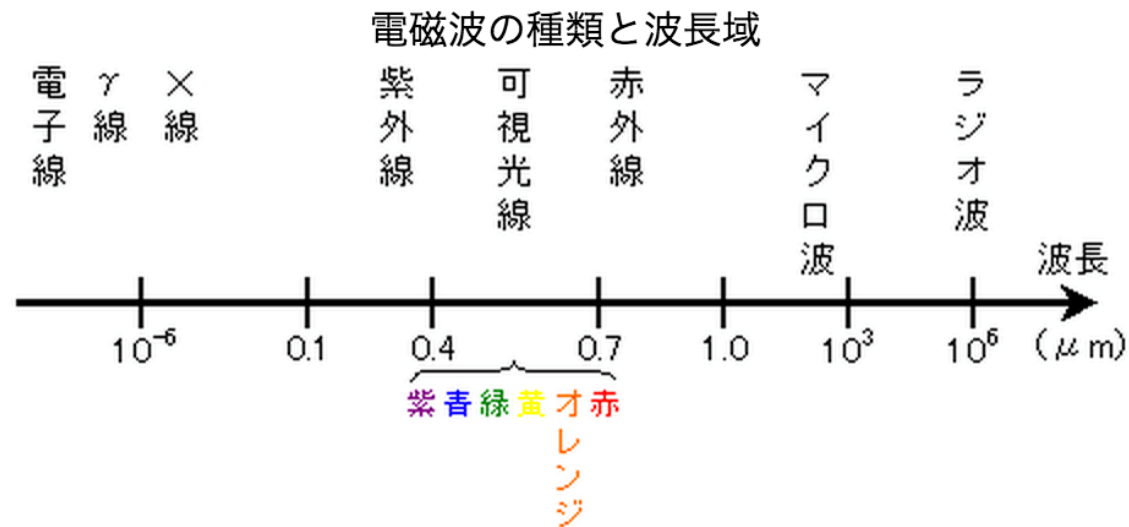 電磁波の種類と波長域
電子線
γ線
X線
紫外線
可視光線
赤外線
マイクロ波
ラジオ波
波長
10⁻⁶
0.1
0.4
0.7
1.0
10³
10⁶
(μm)
紫
青
緑
黄
オレンジ
赤